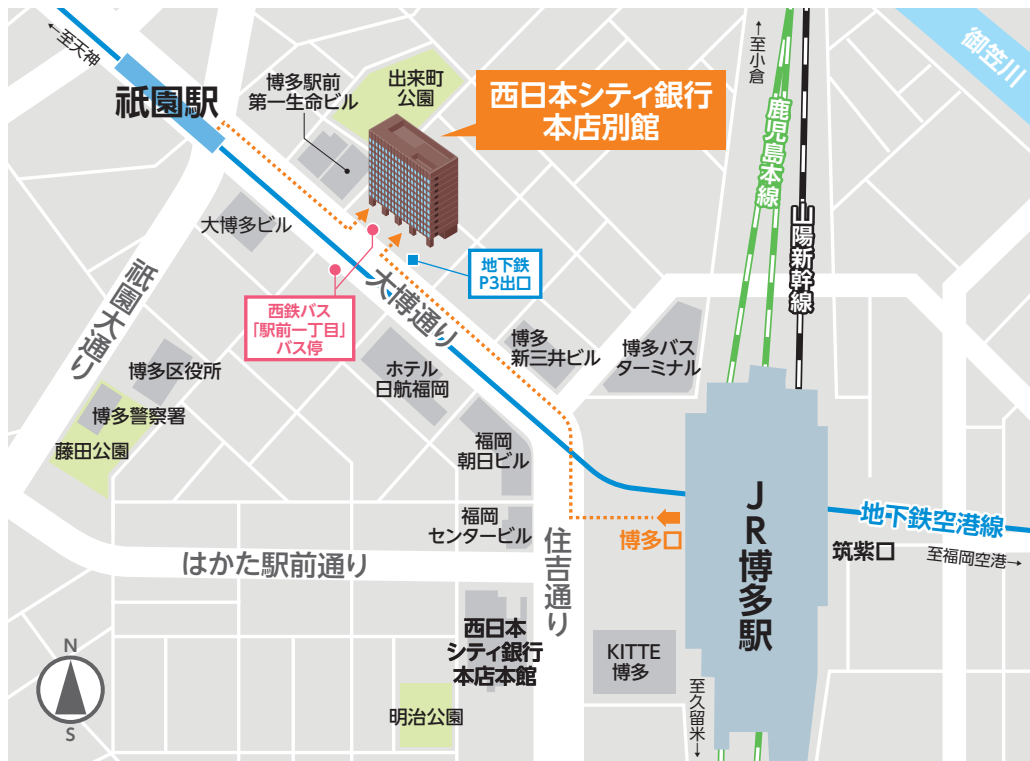 ←至天神
祇園駅
博多駅前
第一生命ビル
出来町
公園
西日本シティ銀行
本店別館
←至小倉
御笠川
鹿児島本線
山陽新幹線
大博多ビル
地下鉄
P3出口
西鉄バス
「駅前一丁目」
バス停
大博通り
祇園大通り
博多
新三井ビル
博多バス
ターミナル
ホテル
日航福岡
博多区役所
博多警察署
藤田公園
福岡
朝日ビル
福岡
センタービル
博多口
JR博多駅
地下鉄空港線
筑紫口
至福岡空港→
はかた駅前通り
住吉通り
西日本
シティ銀行
本店本館
KITTE
博多
明治公園
至久留米→
N
S